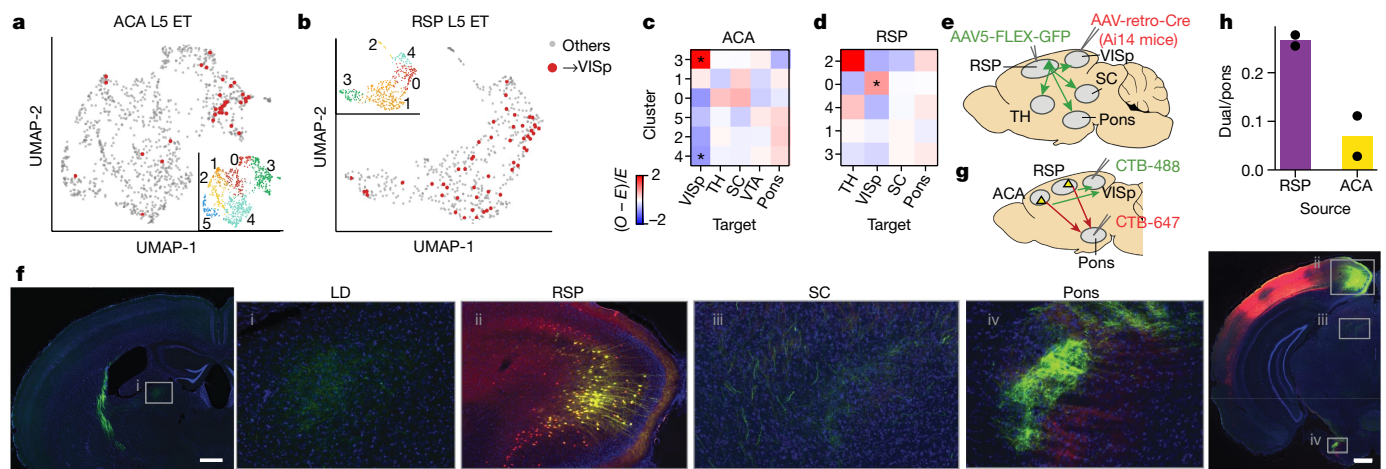 a
ACA L5 ET
UMAP-2
UMAP-1
1
0
3
2
5
4
b
RSP L5 ET
UMAP-2
UMAP-1
2
4
3
0
1
Others
→VISp
c
ACA
Cluster
3
1
0
5
2
4
*
*
VISp
TH
SC
VTA
Pons
Target
(O − E)/E
2
−2
d
RSP
2
0
4
1
3
*
TH
VISp
SC
Pons
Target
e
AAV5-FLEX-GFP
AAV-retro-Cre
(Ai14 mice)
RSP
VISp
SC
TH
Pons
g
CTB-488
RSP
ACA
VISp
CTB-647
Pons
h
Dual/pons
0.2
0.1
0.0
RSP
ACA
Source
f
i
LD
i
RSP
ii
SC
iii
Pons
iv
ii
iii
iv